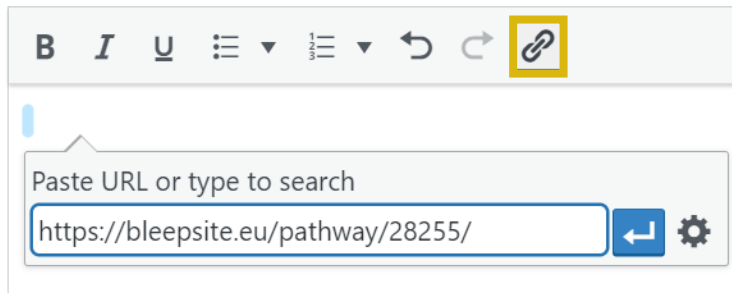 B I U
Paste URL or type to search
https://bleepsite.eu/pathway/28255/